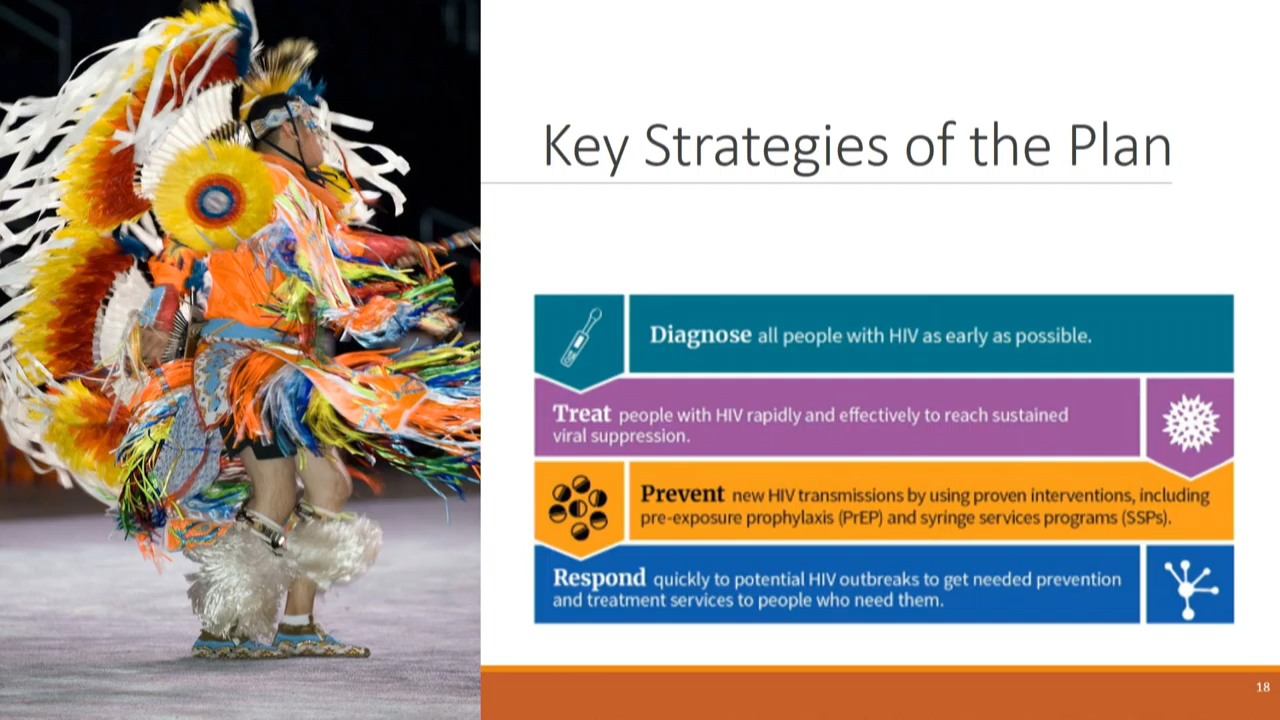 Key Strategies of the Plan
Diagnose all people with HIV as early as possible.
Treat people with HIV rapidly and effectively to reach sustained
viral suppression.
Prevent new HIV transmissions by using proven interventions, including
pre-exposure prophylaxis (PrEP) and syringe services programs (SSPs).
Respond quickly to potential HIV outbreaks to get needed prevention
and treatment services to people who need them.
18